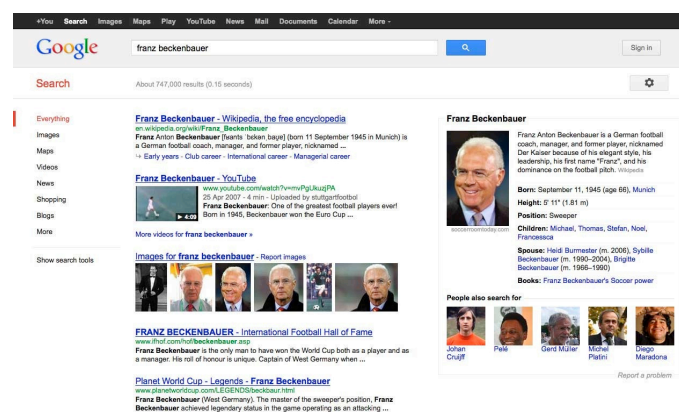 +You Search Images Maps Play YouTube News Mail Documents Calendar More -
Google
franz beckenbauer
Sign in
Search
About 747,000 results (0.15 seconds)
Everything
Images
Maps
Videos
News
Shopping
Blogs
More
Show search tools
Franz Beckenbauer - Wikipedia, the free encyclopedia
en.wikipedia.org/wiki/Franz_Beckenbauer
Franz Anton Beckenbauer (born 11 September 1945 in Munich) is
a German football coach, manager, and former player, nicknamed ...
Early years - Club career - International career - Managerial career
Franz Beckenbauer - YouTube
www.youtube.com/watch?v=mvPgUkuzjPA
25 Apr 2007 - 4 min - Uploaded by stuttgartfootbol
Franz Beckenbauer: One of the greatest football players ever!
Born in 1945, Beckenbauer won the Euro Cup ...
4:09
More videos for franz beckenbauer »
Images for franz beckenbauer - Report images
FRANZ BECKENBAUER - International Football Hall of Fame
www.ifhof.com/hof/beckenbauer.asp
Franz Beckenbauer is the only man to have won the World Cup both as a player and as
a manager. His roll of honour is unique. Captain of West Germany when ...
Planet World Cup - Legends - Franz Beckenbauer
www.planetworldcup.com/LEGENDS/beckbaur.html
Franz Beckenbauer (West Germany). The master of the sweeper's position, Franz
Beckenbauer achieved legendary status in the game operating as an attacking ...
Franz Beckenbauer
Franz Anton Beckenbauer is a German football
coach, manager, and former player, nicknamed
Der Kaiser because of his elegant style, his
leadership, his first name "Franz", and his
dominance on the football pitch. Wikipedia
soccerroomtoday.com
Born: September 11, 1945 (age 66), Munich
Height: 5' 11" (1.81 m)
Position: Sweeper
Children: Michael, Thomas, Stefan, Noel,
Francessca
Spouse: Heidi Burmester (m. 2006), Sybille
Beckenbauer (m. 1990–2004), Brigitte
Beckenbauer (m. 1966–1990)
Books: Franz Beckenbauer's Soccer power
People also search for
Johan Cruijff
Pelé
Gerd Müller
Michel Platini
Diego Maradona
Report a problem